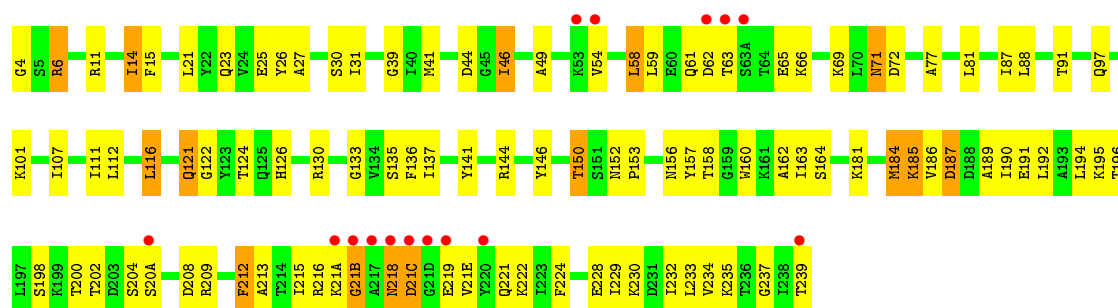 G4 S5 R6 R11 I14 F15 L21 Y22 Q23 V24 E25 Y26 A27 S30 I31 G39 I40 M41 D44 G45 I46 A49 K53 V54 L58 L59 E60 Q61 D62 T63 S63A T64 E65 K66 K69 L70 N71 D72 A77 L81 I87 L88 T91 Q97
K101 I107 I111 L112 L116 Q121 G122 Y123 T124 Q125 H126 R130 G133 V134 S135 F136 I137 Y141 R144 Y146 T150 S151 N152 P153 N156 Y157 T158 G159 W160 K161 A162 I163 S164 K181 M184 K185 V186 D187 D188 A189 I190 E191 L192 A193 L194 K195 T196
L197 S198 K199 T200 T202 D203 S204 S20A D208 R209 F212 A213 T214 I215 R216 K21A G21B A217 N218 D21C G21D E219 V21E Y220 Q221 K222 I223 F224 E228 I229 K230 D231 I232 L233 V234 K235 T236 G237 I238 T239